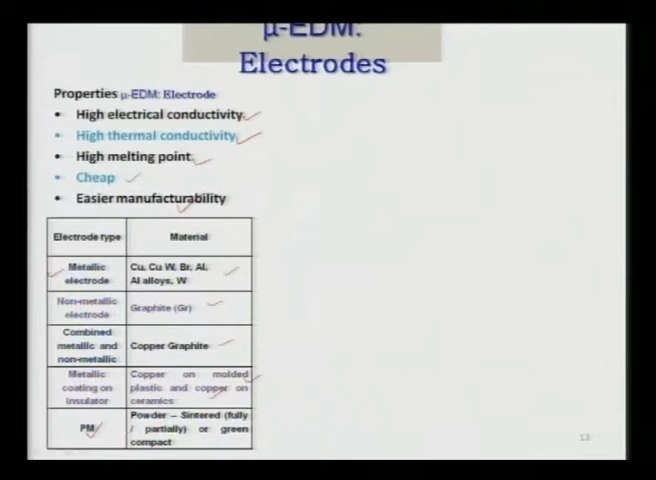 µ-EDM:
Electrodes
Properties µ-EDM: Electrode
• High electrical conductivity
• High thermal conductivity
• High melting point.
• Cheap
• Easier manufacturability
Electrode type
Material
Metallic
electrode
Cu, Cu W, Br, Al,
Al alloys, W
Non-metallic
electrode
Graphite (Gr)
Combined
metallic and
non-metallic
Copper Graphite
Metallic
coating on
insulator
Copper on molded
plastic and copper on
ceramics
PM
Powder – Sintered (fully
/ partially) or green
compact
13